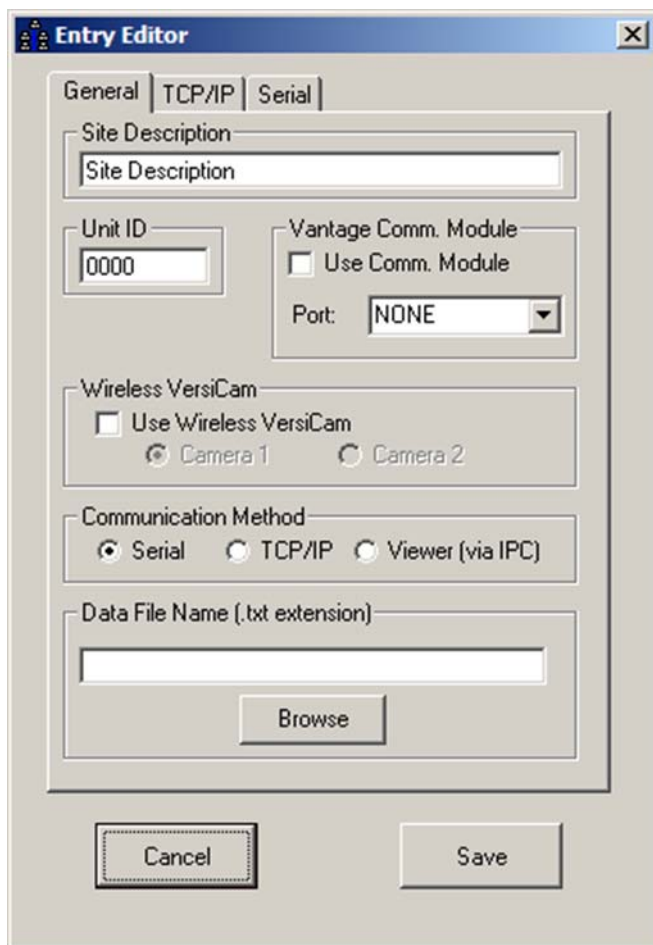 Entry Editor
General TCP/IP Serial
Site Description
Site Description
Unit ID
0000
Vantage Comm. Module
Use Comm. Module
Port: NONE
Wireless VersiCam
Use Wireless VersiCam
Camera 1 Camera 2
Communication Method
Serial TCP/IP Viewer (via IPC)
Data File Name (.txt extension)
Browse
Cancel Save